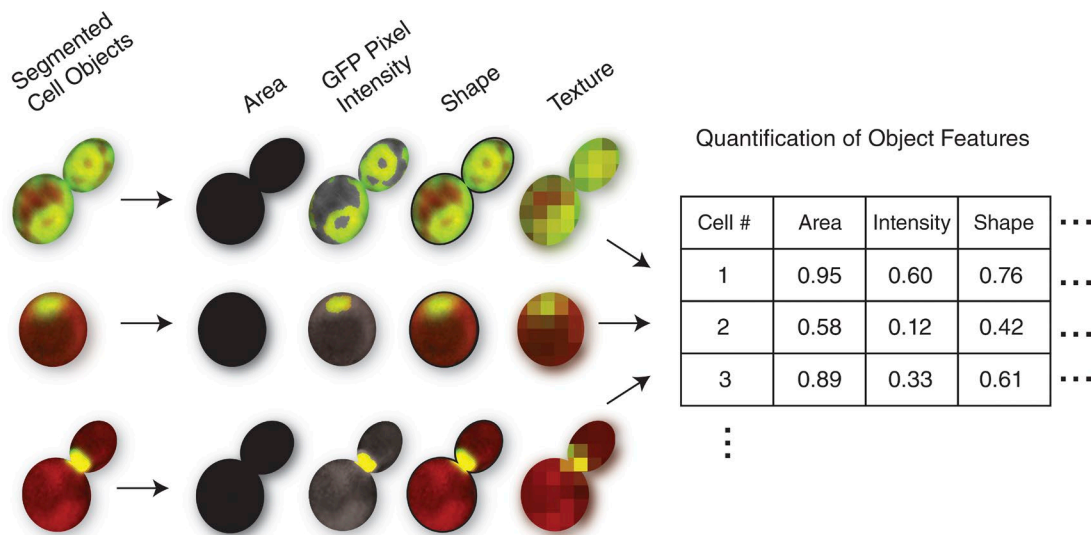 Segmented
Cell Objects
Area
GFP Pixel
Intensity
Shape
Texture
Quantification of Object Features
Cell # Area Intensity Shape ...
1 0.95 0.60 0.76 ...
2 0.58 0.12 0.42 ...
3 0.89 0.33 0.61 ...
⋮